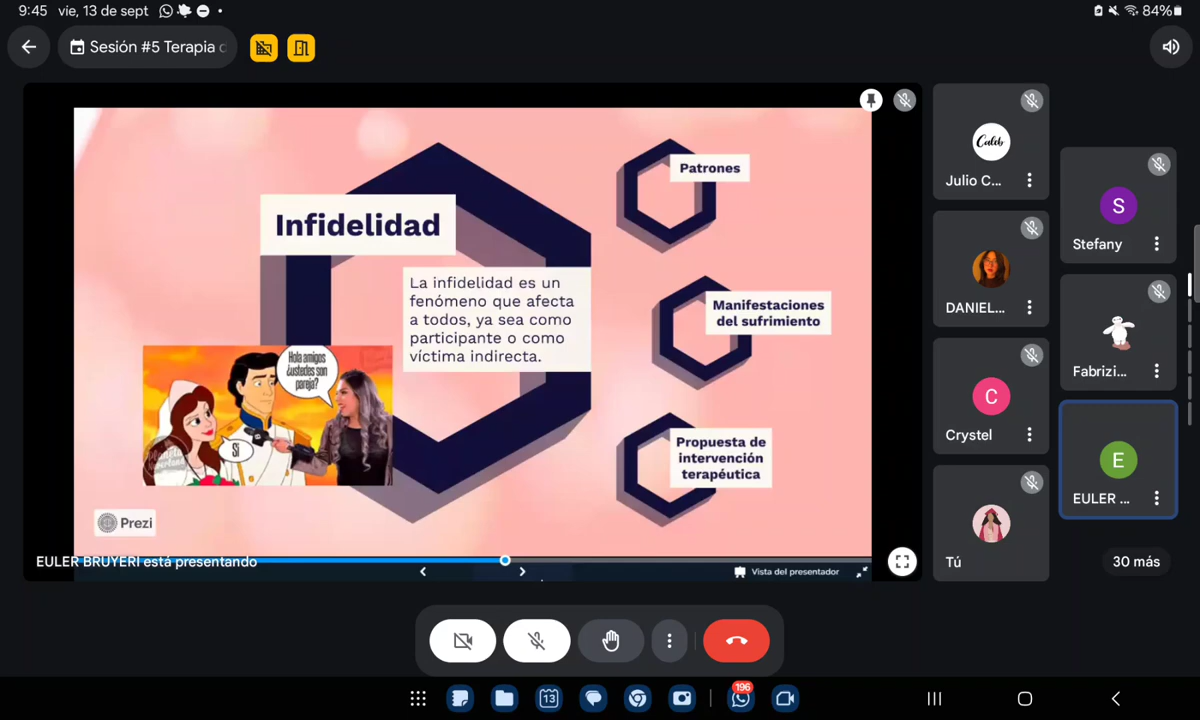 9:45 vie, 13 de sept
84%
Sesión #5 Terapia
Infidelidad
La infidelidad es un
fenómeno que afecta
a todos, ya sea como
participante o como
víctima indirecta.
Hola amigos
¿ustedes son
pareja?
SI
Patrones
Manifestaciones
del sufrimiento
Propuesta de
intervención
terapéutica
Prezi
EULER BRUYERI está presentando
Vista del presentador
Caleb
Julio C...
DANIEL...
C
Crystel
Tú
S
Stefany
Fabrizi...
E
EULER ...
30 más
13
196